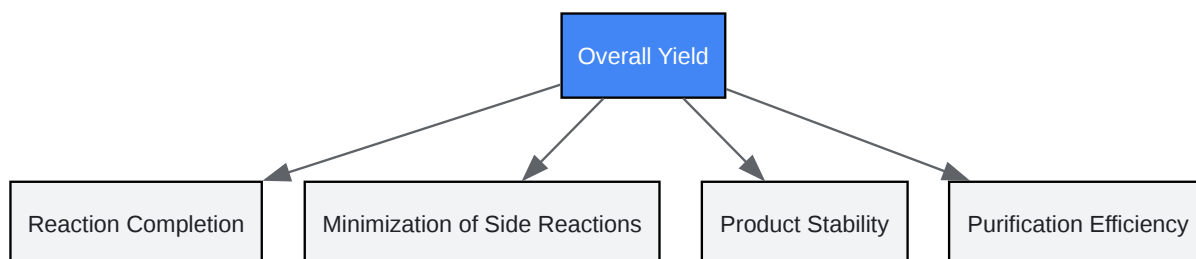 Overall Yield
Reaction Completion
Minimization of Side Reactions
Product Stability
Purification Efficiency